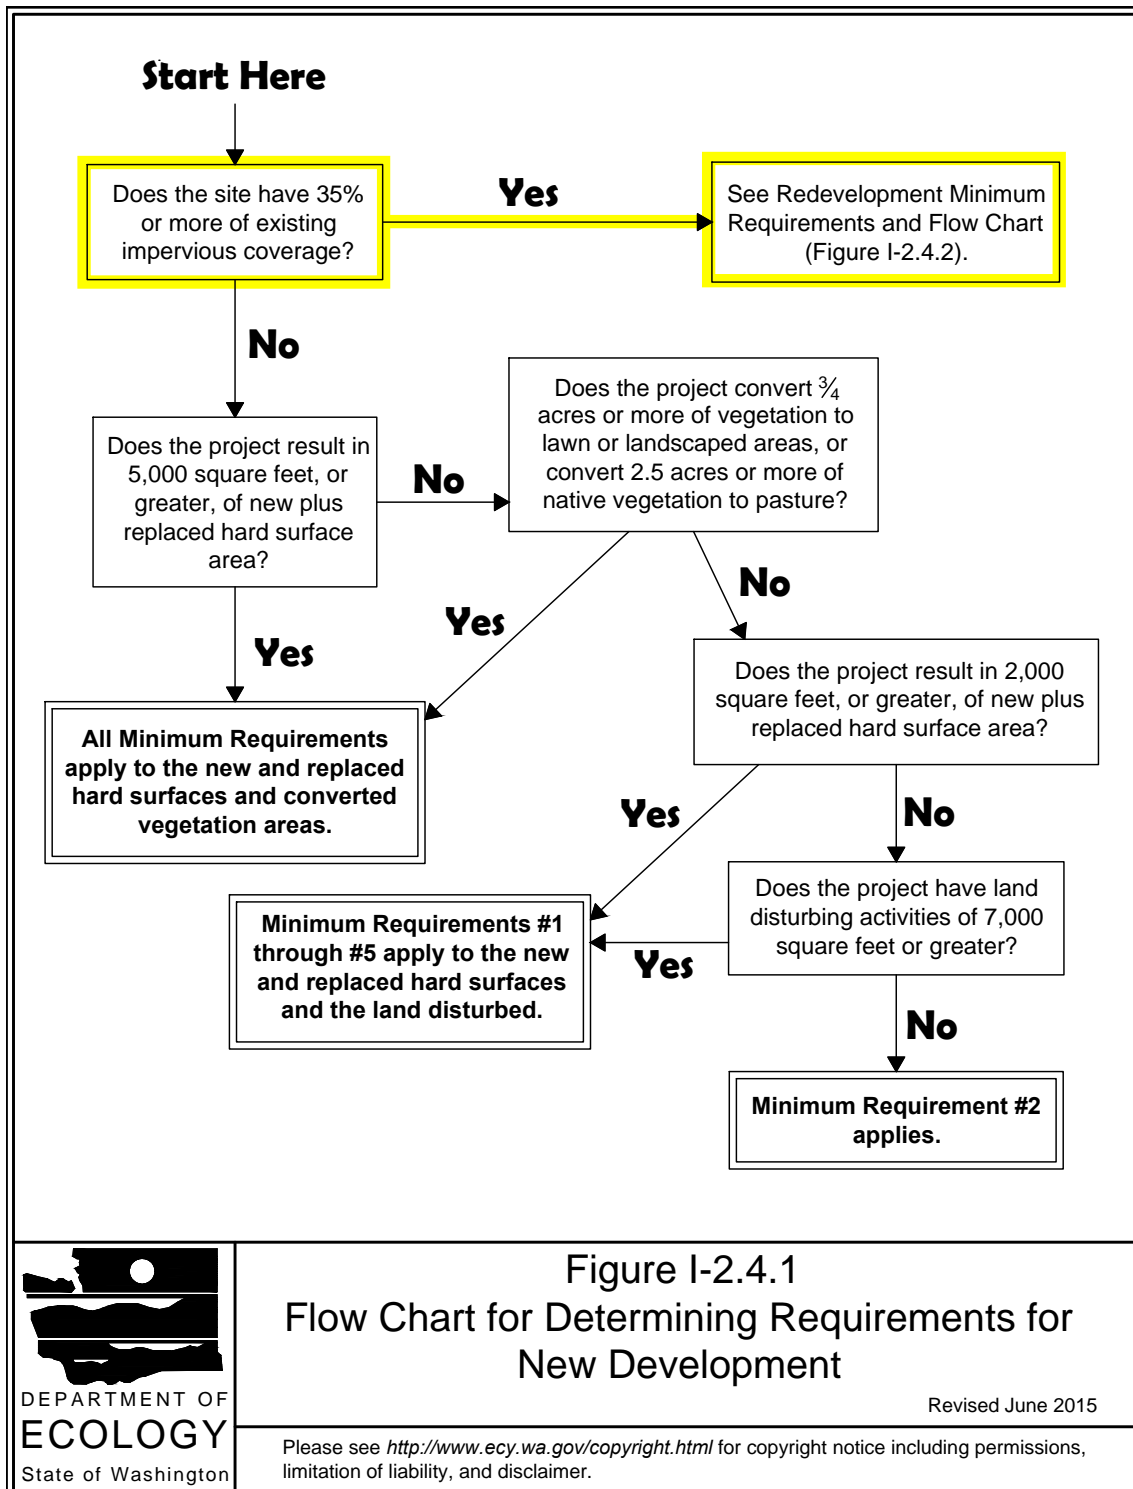 Start Here
Does the site have 35%
or more of existing
impervious coverage?
Yes
See Redevelopment Minimum
Requirements and Flow Chart
(Figure I-2.4.2).
No
Does the project result in
5,000 square feet, or
greater, of new plus
replaced hard surface
area?
No
Does the project convert ¾
acres or more of vegetation to
lawn or landscaped areas, or
convert 2.5 acres or more of
native vegetation to pasture?
Yes
Yes
No
All Minimum Requirements
apply to the new and replaced
hard surfaces and converted
vegetation areas.
Does the project result in 2,000
square feet, or greater, of new plus
replaced hard surface area?
Yes
No
Minimum Requirements #1
through #5 apply to the new
and replaced hard surfaces
and the land disturbed.
Yes
Does the project have land
disturbing activities of 7,000
square feet or greater?
No
Minimum Requirement #2
applies.
DEPARTMENT OF
ECOLOGY
State of Washington
Figure I-2.4.1
Flow Chart for Determining Requirements for
New Development
Revised June 2015
Please see http://www.ecy.wa.gov/copyright.html for copyright notice including permissions,
limitation of liability, and disclaimer.